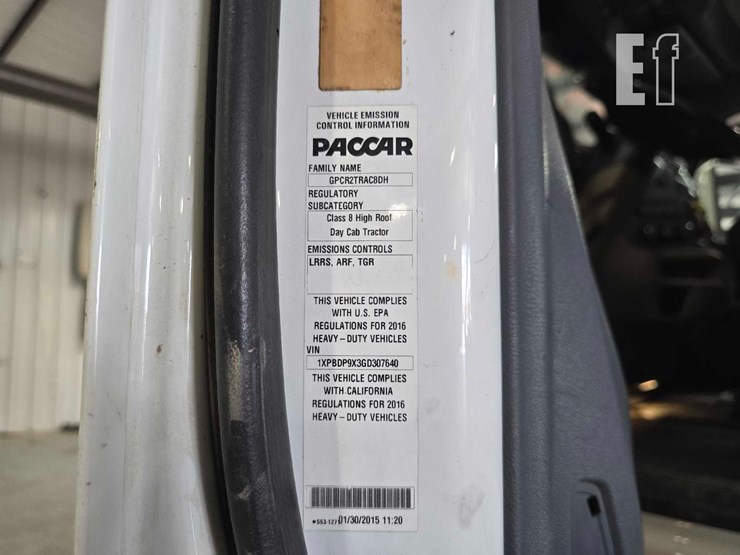 Ef
VEHICLE EMISSION
CONTROL INFORMATION
PACCAR
FAMILY NAME
GPCR2TRAC8DH
REGULATORY
SUBCATEGORY
Class 8 High Roof
Day Cab Tractor
EMISSIONS CONTROLS
LRRS, ARF, TGR
THIS VEHICLE COMPLIES
WITH U.S. EPA
REGULATIONS FOR 2016
HEAVY-DUTY VEHICLES
VIN
1XPBDP9X3GD307640
THIS VEHICLE COMPLIES
WITH CALIFORNIA
REGULATIONS FOR 2016
HEAVY-DUTY VEHICLES
01/30/2015 11:20